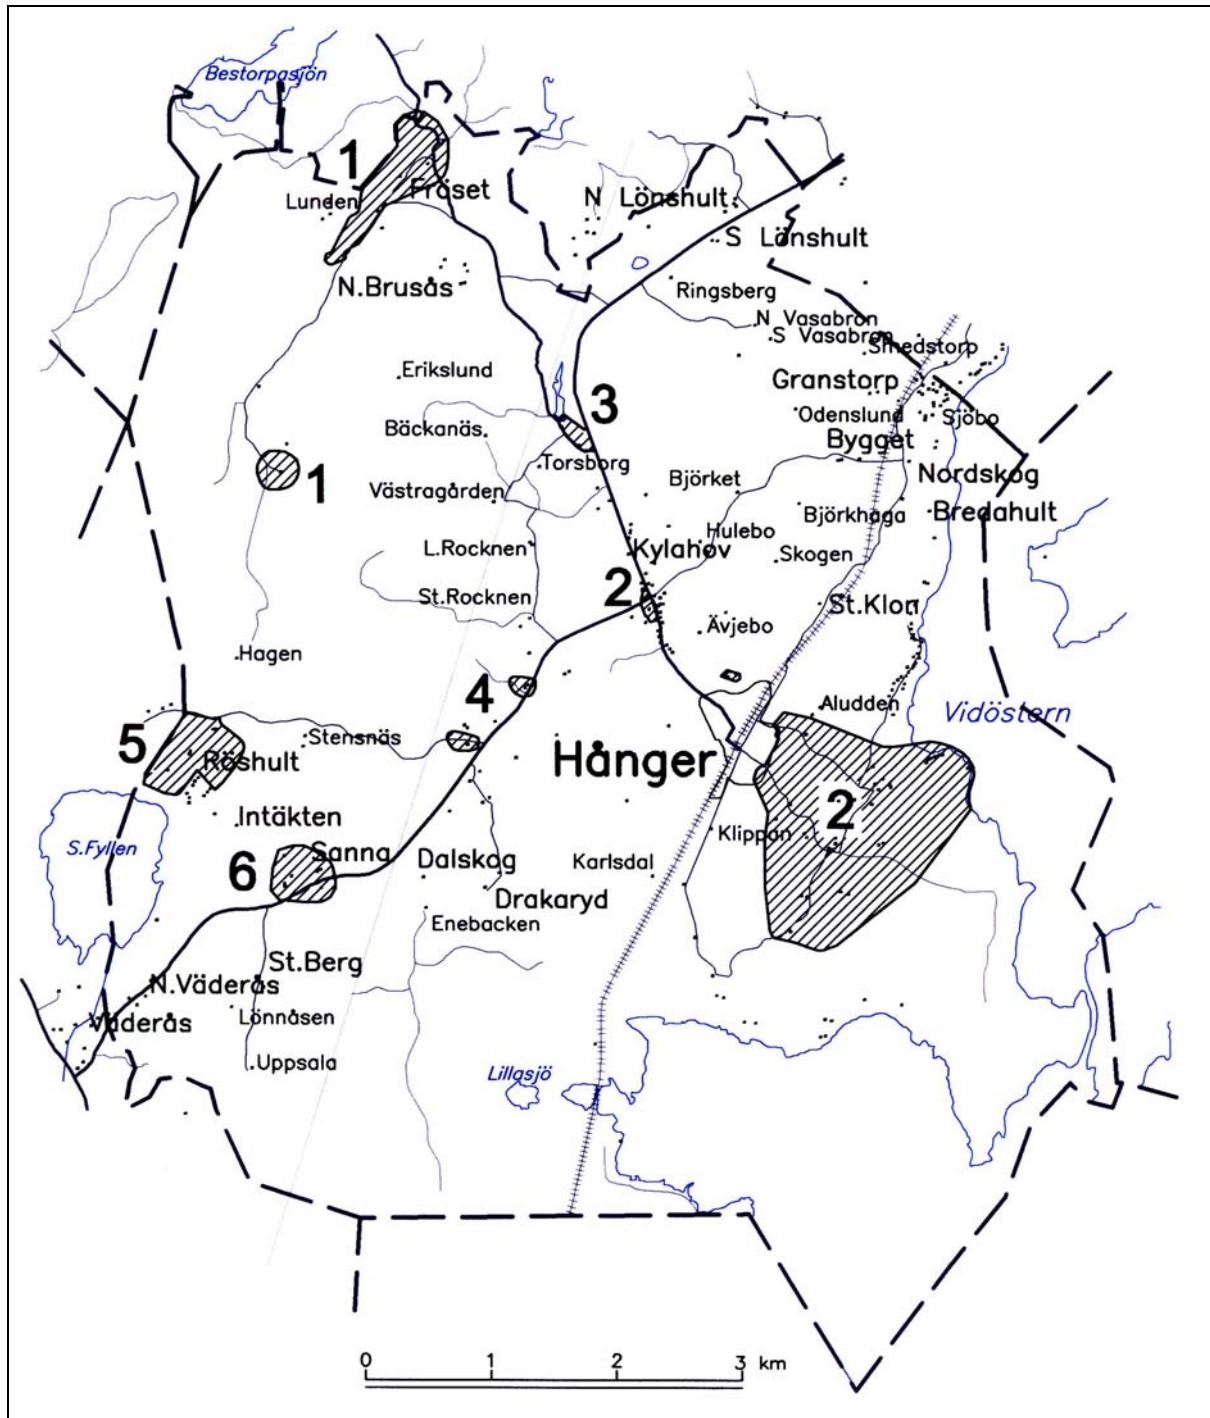 Bestorpasjön
1
Lunden
Fråset
N Lönshult
S Lönshult
N.Brusås
Ringsberg
N Vasabron
S Vasabron
Smedstorp
Erikslund
Granstorp
3
Odenslund
Sjöbo
Bäckanäs
Bygget
Torsborg
Nordskog
1
Västragården
Björket
Björkhaga
Bredahult
Hulebo
L.Rocknen
Kylahov
Skogen
2
St.Rocknen
St.Klon
Ävjebo
Hagen
4
Aludden
Vidöstern
5
Stensnäs
Röshult
Hånger
2
Intäkten
Klippan
S.Fyllen
Sanna
6
Dalskog
Karlsdal
Drakaryd
Enebacken
St.Berg
N.Väderås
Väderås
Lönnåsen
Uppsala
Lillasjö
0 1 2 3 km